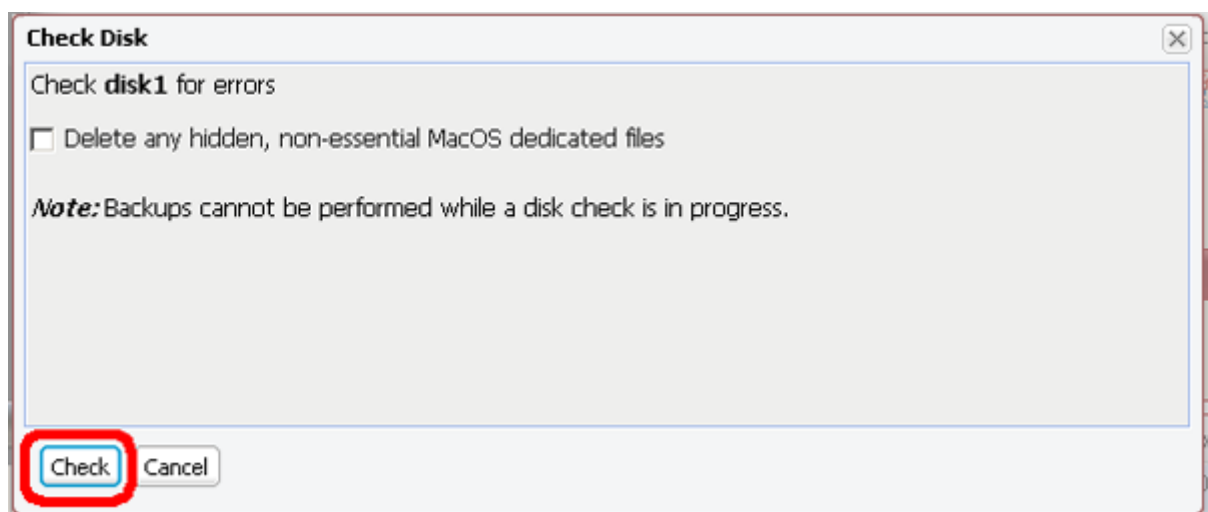 Check Disk
Check disk1 for errors
Delete any hidden, non-essential MacOS dedicated files
Note: Backups cannot be performed while a disk check is in progress.
Check Cancel